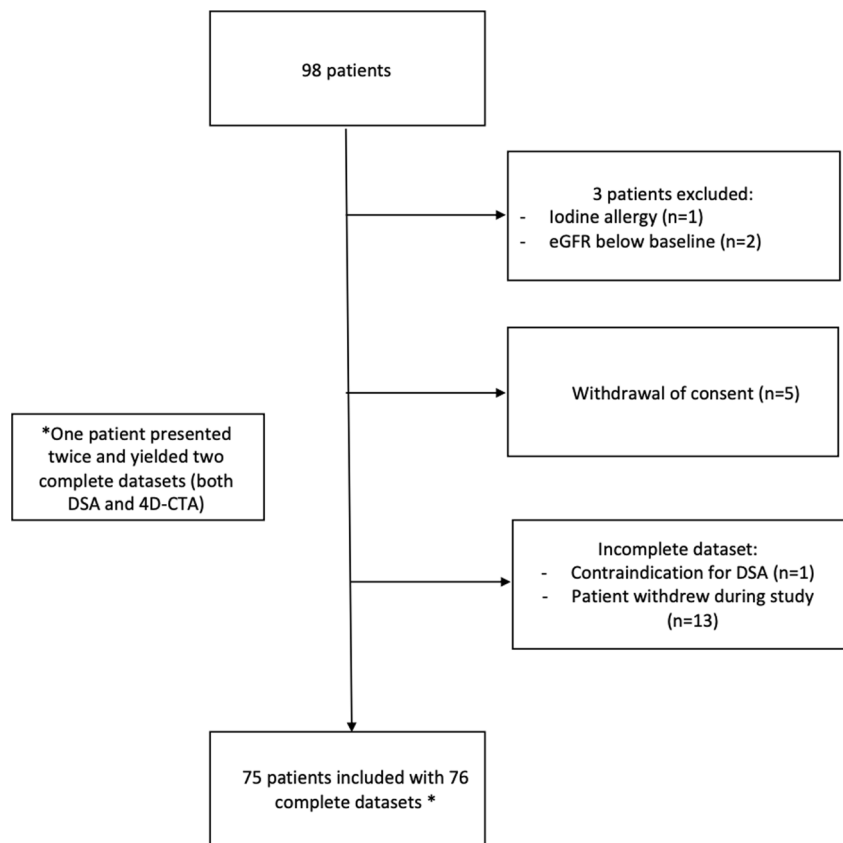 98 patients
3 patients excluded:
- Iodine allergy (n=1)
- eGFR below baseline (n=2)
Withdrawal of consent (n=5)
*One patient presented
twice and yielded two
complete datasets (both
DSA and 4D-CTA)
Incomplete dataset:
- Contraindication for DSA (n=1)
- Patient withdrew during study
(n=13)
75 patients included with 76
complete datasets *